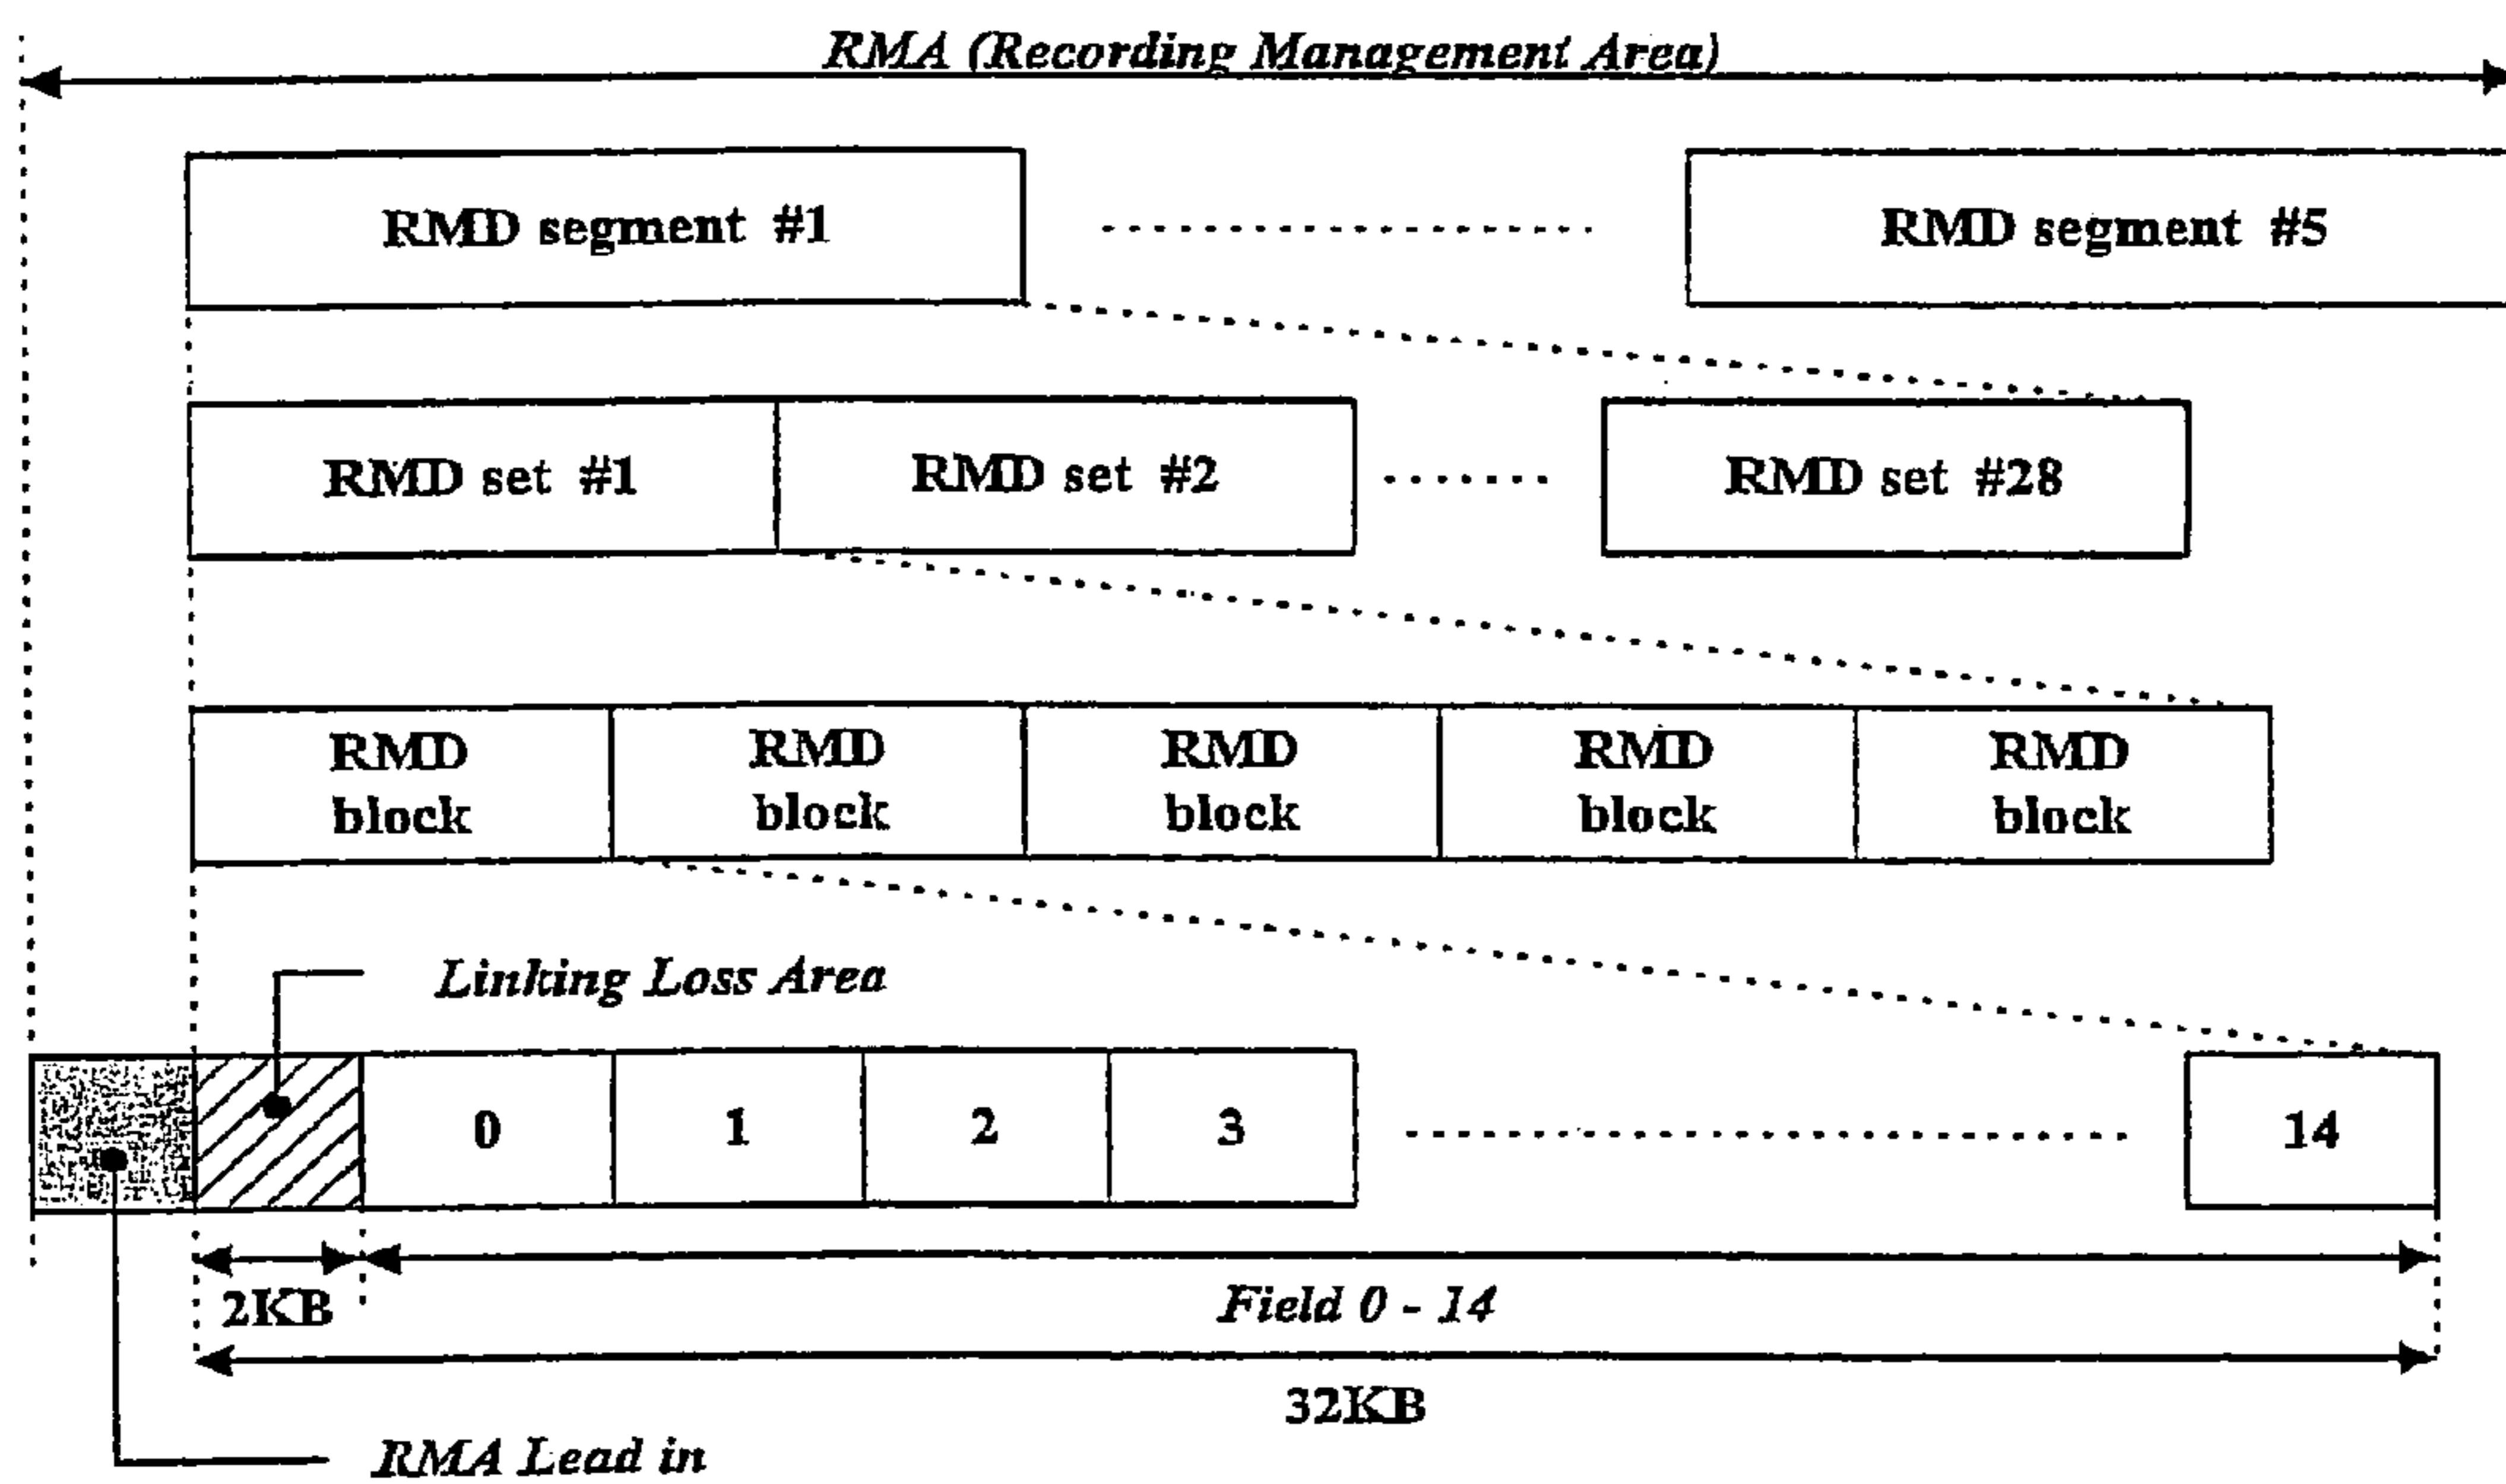 RMA (Recording Management Area)
RMD segment #1
RMD segment #5
RMD set #1
RMD set #2
RMD set #28
RMD block
RMD block
RMD block
RMD block
RMD block
Linking Loss Area
0
1
2
3
14
2KB
Field 0 - 14
32KB
RMA Lead in